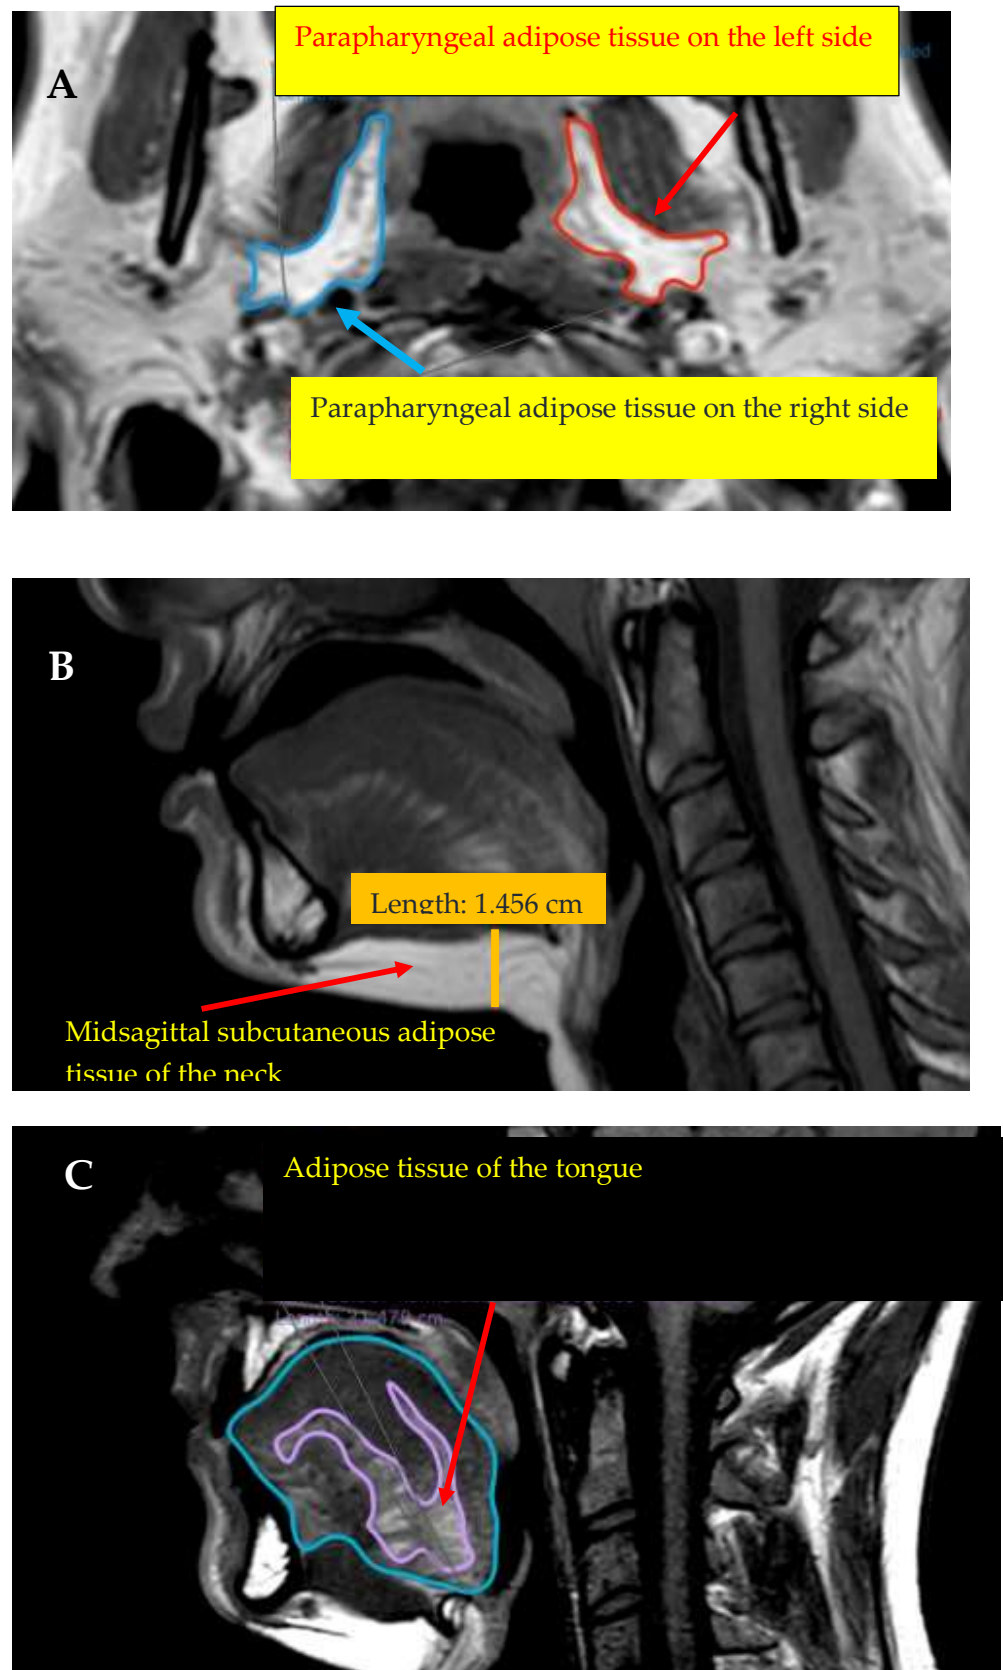 Parapharyngeal adipose tissue on the left side
A
Parapharyngeal adipose tissue on the right side
B
Length: 1.456 cm
Midsagittal subcutaneous adipose
tissue of the neck
C
Adipose tissue of the tongue